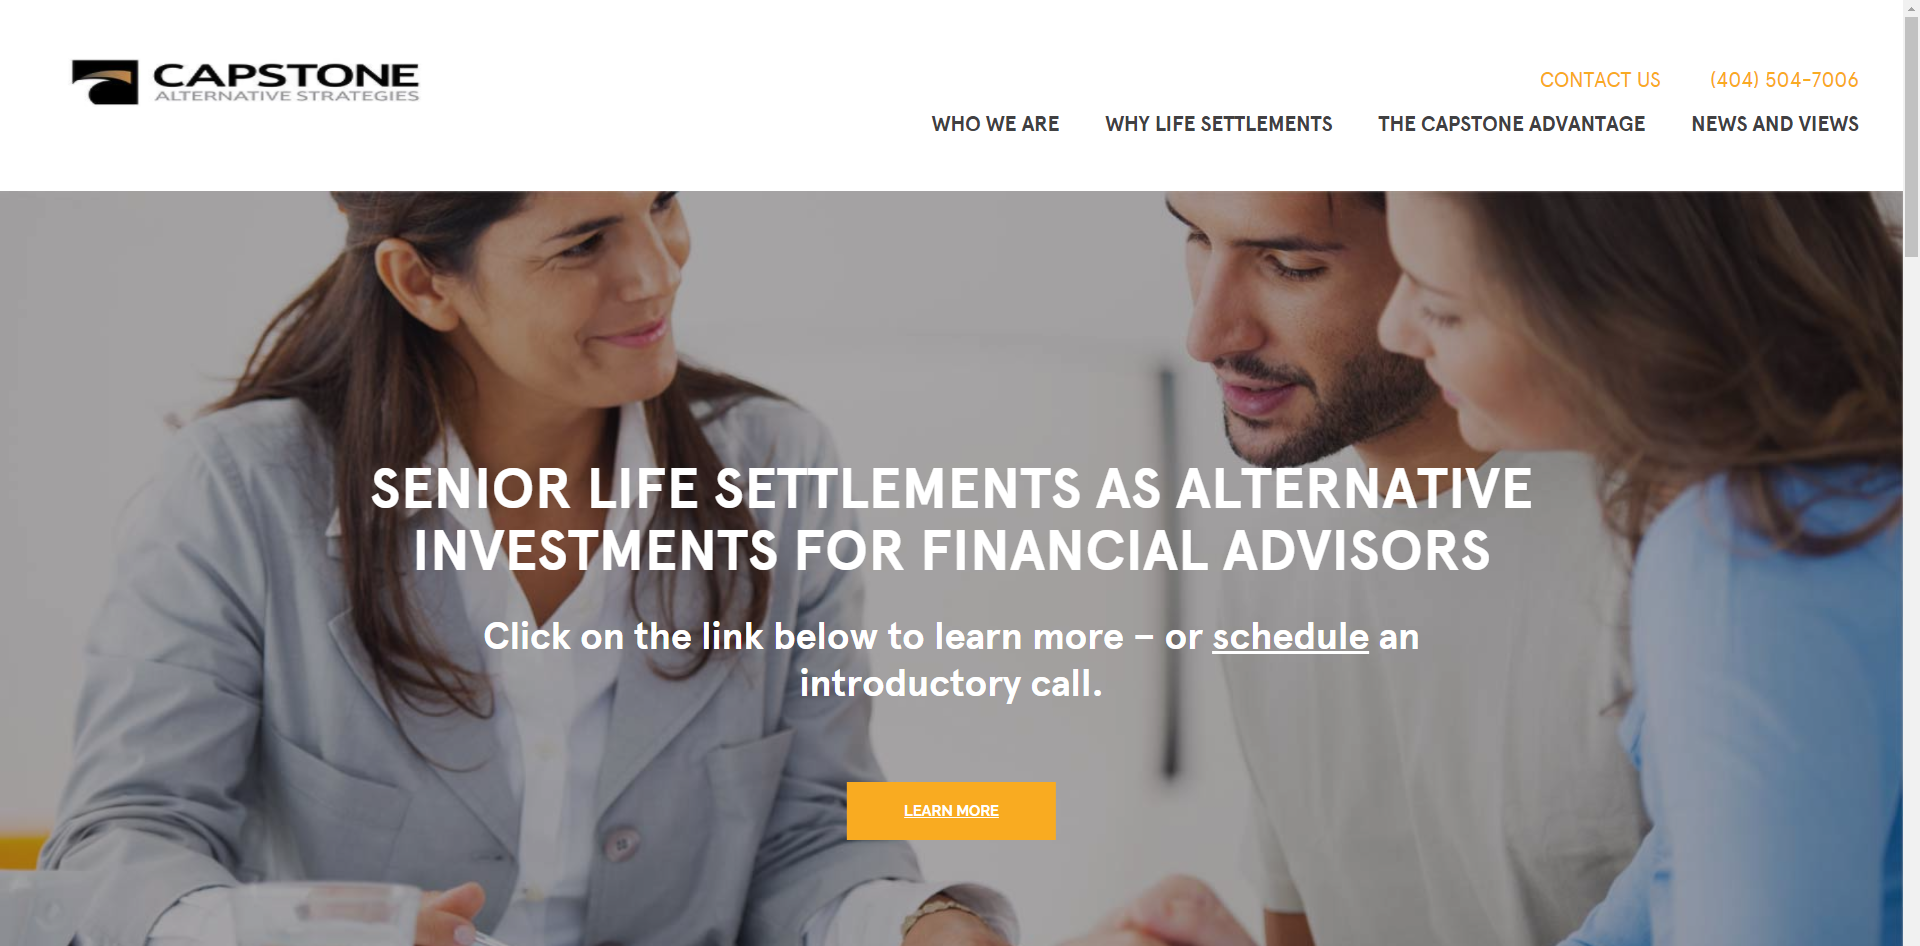 CAPSTONE
ALTERNATIVE STRATEGIES
CONTACT US
(404) 504-7006
WHO WE ARE
WHY LIFE SETTLEMENTS
THE CAPSTONE ADVANTAGE
NEWS AND VIEWS
SENIOR LIFE SETTLEMENTS AS ALTERNATIVE
INVESTMENTS FOR FINANCIAL ADVISORS
Click on the link below to learn more – or schedule an
introductory call.
LEARN MORE